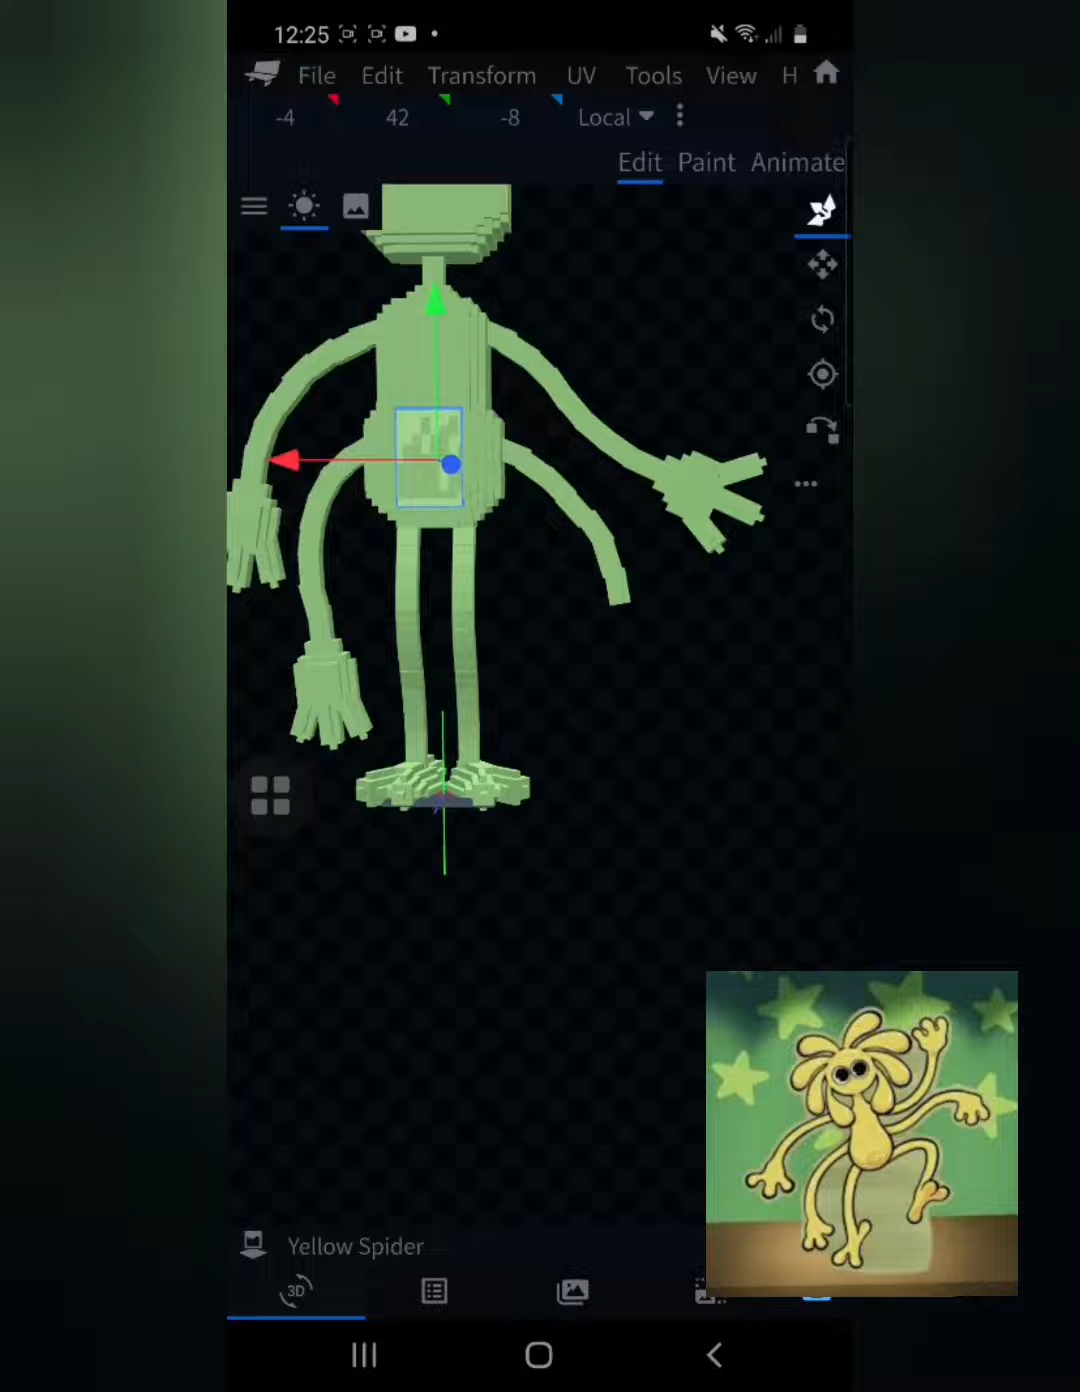 12:25
File Edit Transform UV Tools View H
-4 42 -8 Local
Edit Paint Animate
Yellow Spider
3D